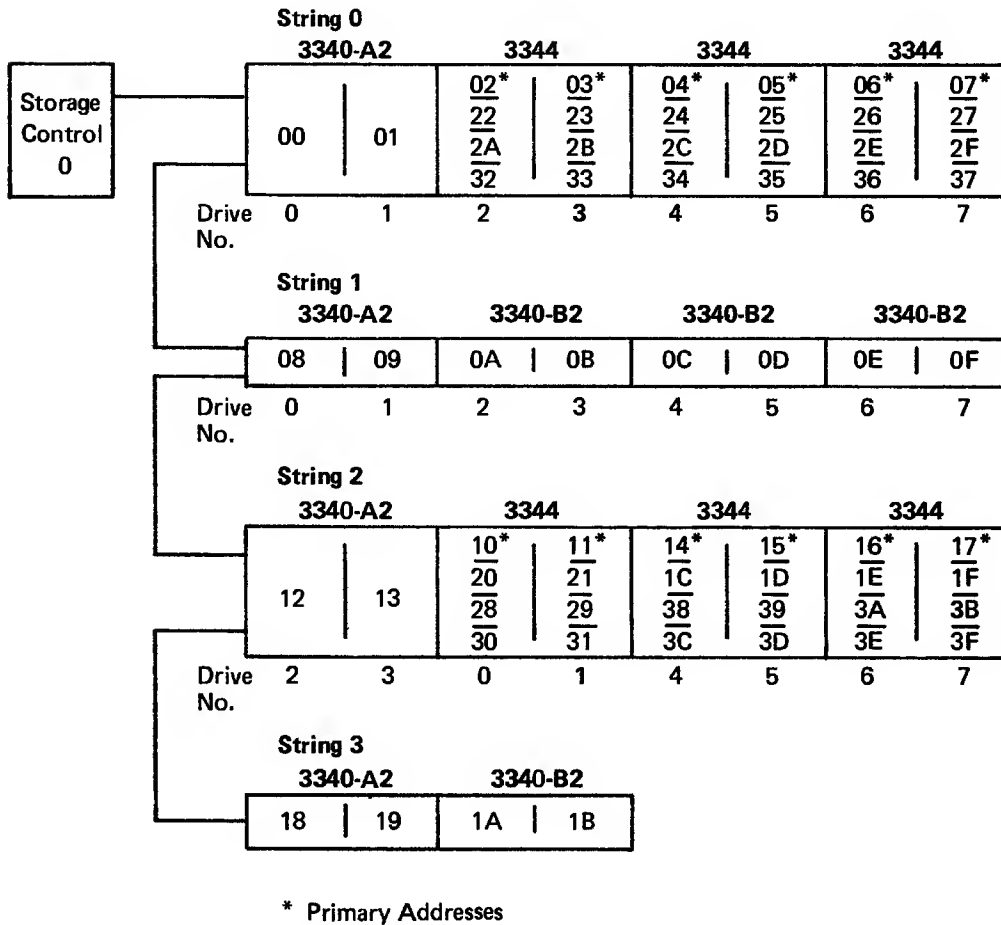 String 0
3340-A2 3344 3344 3344
Storage Control 0
00 01
02* 03* 04* 05* 06* 07*
22 23 24 25 26 27
2A 2B 2C 2D 2E 2F
32 33 34 35 36 37
Drive No. 0 1 2 3 4 5 6 7
String 1
3340-A2 3340-B2 3340-B2 3340-B2
08 09 0A 0B 0C 0D 0E 0F
Drive No. 0 1 2 3 4 5 6 7
String 2
3340-A2 3344 3344 3344
12 13
10* 11* 14* 15* 16* 17*
20 21 1C 1D 1E 1F
28 29 38 39 3A 3B
30 31 3C 3D 3E 3F
Drive No. 2 3 0 1 4 5 6 7
String 3
3340-A2 3340-B2
18 19 1A 1B
* Primary Addresses